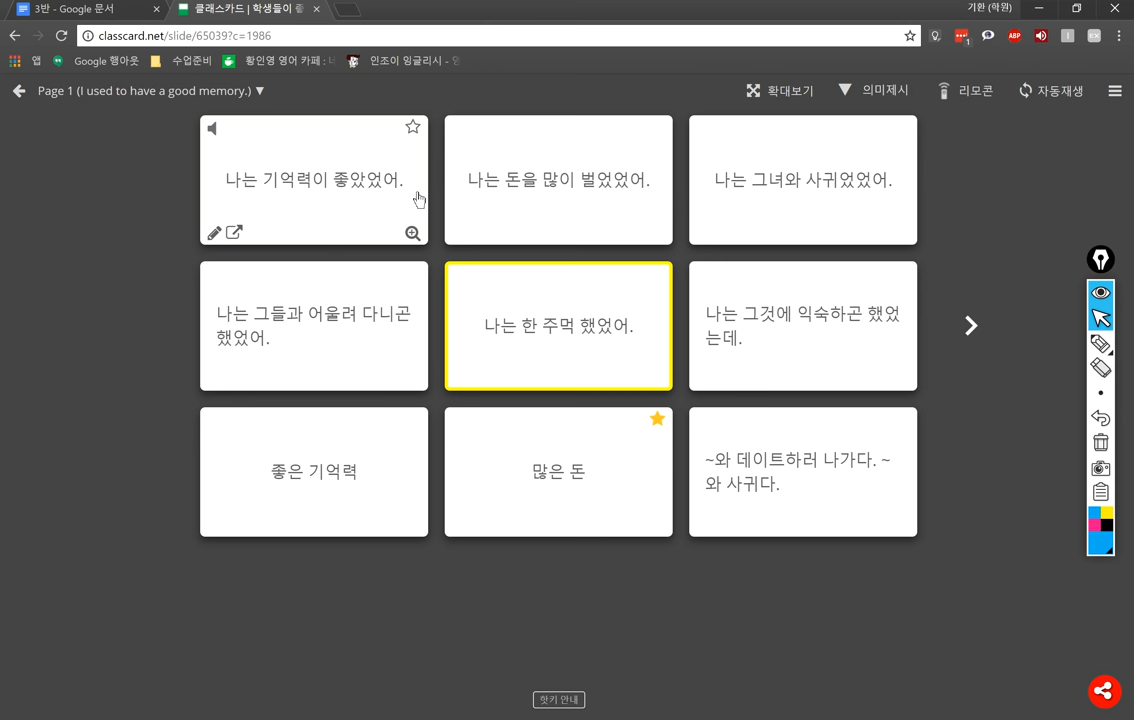 3반 - Google 문서
클래스카드 | 학생들이 좋
기환 (학원)
classcard.net/slide/65039?c=1986
ABP
1
앱
Google 행아웃
수업준비
황인영 영어 카페 :
인조이 잉글리시 -
Page 1 (I used to have a good memory.) ▼
확대보기
▼ 의미제시
리모콘
자동재생
나는 기억력이 좋았었어.
나는 돈을 많이 벌었었어.
나는 그녀와 사귀었었어.
나는 그들과 어울려 다니곤
했었어.
나는 한 주먹 했었어.
나는 그것에 익숙하곤 했었
는데.
좋은 기억력
많은 돈
~와 데이트하러 나가다. ~
와 사귀다.
핫키 안내